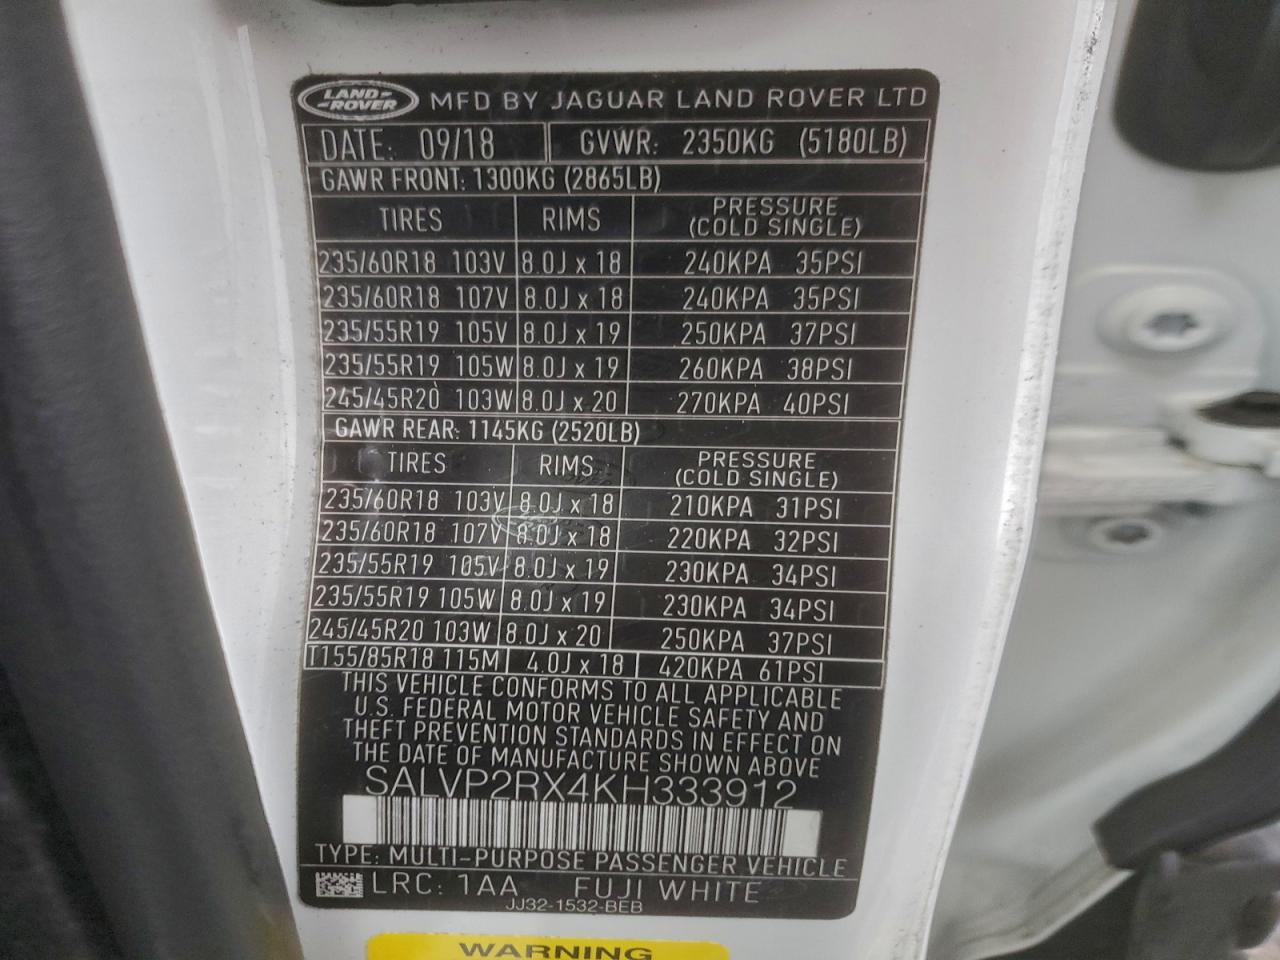 LAND-ROVER MFD BY JAGUAR LAND ROVER LTD
DATE: 09/18 GVWR: 2350KG (5180LB)
GAWR FRONT: 1300KG (2865LB)
TIRES RIMS PRESSURE (COLD SINGLE)
235/60R18 103V 8.0J x 18 240KPA 35PSI
235/60R18 107V 8.0J x 18 240KPA 35PSI
235/55R19 105V 8.0J x 19 250KPA 37PSI
235/55R19 105W 8.0J x 19 260KPA 38PSI
245/45R20 103W 8.0J x 20 270KPA 40PSI
GAWR REAR: 1145KG (2520LB)
TIRES RIMS PRESSURE (COLD SINGLE)
235/60R18 103V 8.0J x 18 210KPA 31PSI
235/60R18 107V 8.0J x 18 220KPA 32PSI
235/55R19 105V 8.0J x 19 230KPA 34PSI
235/55R19 105W 8.0J x 19 230KPA 34PSI
245/45R20 103W 8.0J x 20 250KPA 37PSI
T155/85R18 115M 4.0J x 18 420KPA 61PSI
THIS VEHICLE CONFORMS TO ALL APPLICABLE
U.S. FEDERAL MOTOR VEHICLE SAFETY AND
THEFT PREVENTION STANDARDS IN EFFECT ON
THE DATE OF MANUFACTURE SHOWN ABOVE
SALVP2RX4KH333912
TYPE: MULTI-PURPOSE PASSENGER VEHICLE
LRC: 1AA FUJI WHITE
JJ32-1532-BEB
WARNING